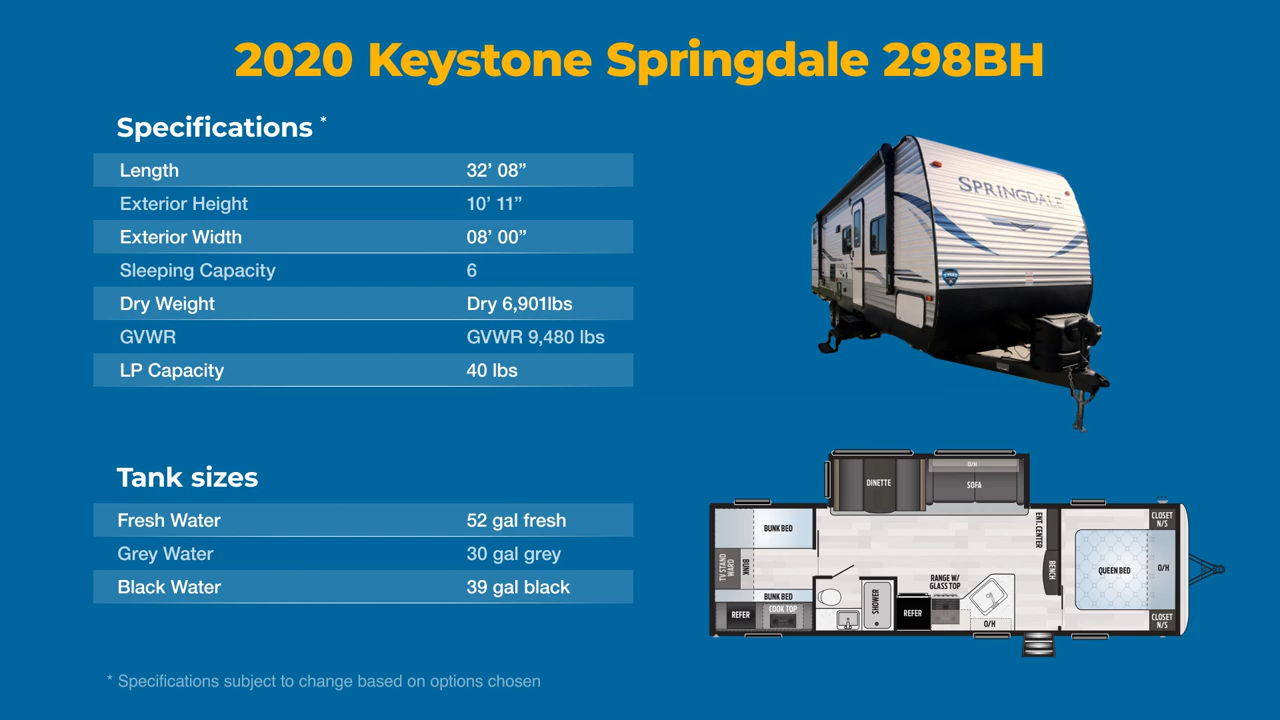 2020 Keystone Springdale 298BH
Specifications *
Length 32’ 08”
Exterior Height 10’ 11”
Exterior Width 08’ 00”
Sleeping Capacity 6
Dry Weight Dry 6,901lbs
GVWR GVWR 9,480 lbs
LP Capacity 40 lbs
SPRINGDALE
Tank sizes
Fresh Water 52 gal fresh
Grey Water 30 gal grey
Black Water 39 gal black
O/H
DINETTE
SOFA
BUNK BED
ENT. CENTER
CLOSET
N/S
TV STAND
WARD
BUNK
BENCH
QUEEN BED
O/H
BUNK BED
REFER
COOK TOP
SHOWER
REFER
RANGE W/
GLASS TOP
O/H
CLOSET
N/S
* Specifications subject to change based on options chosen